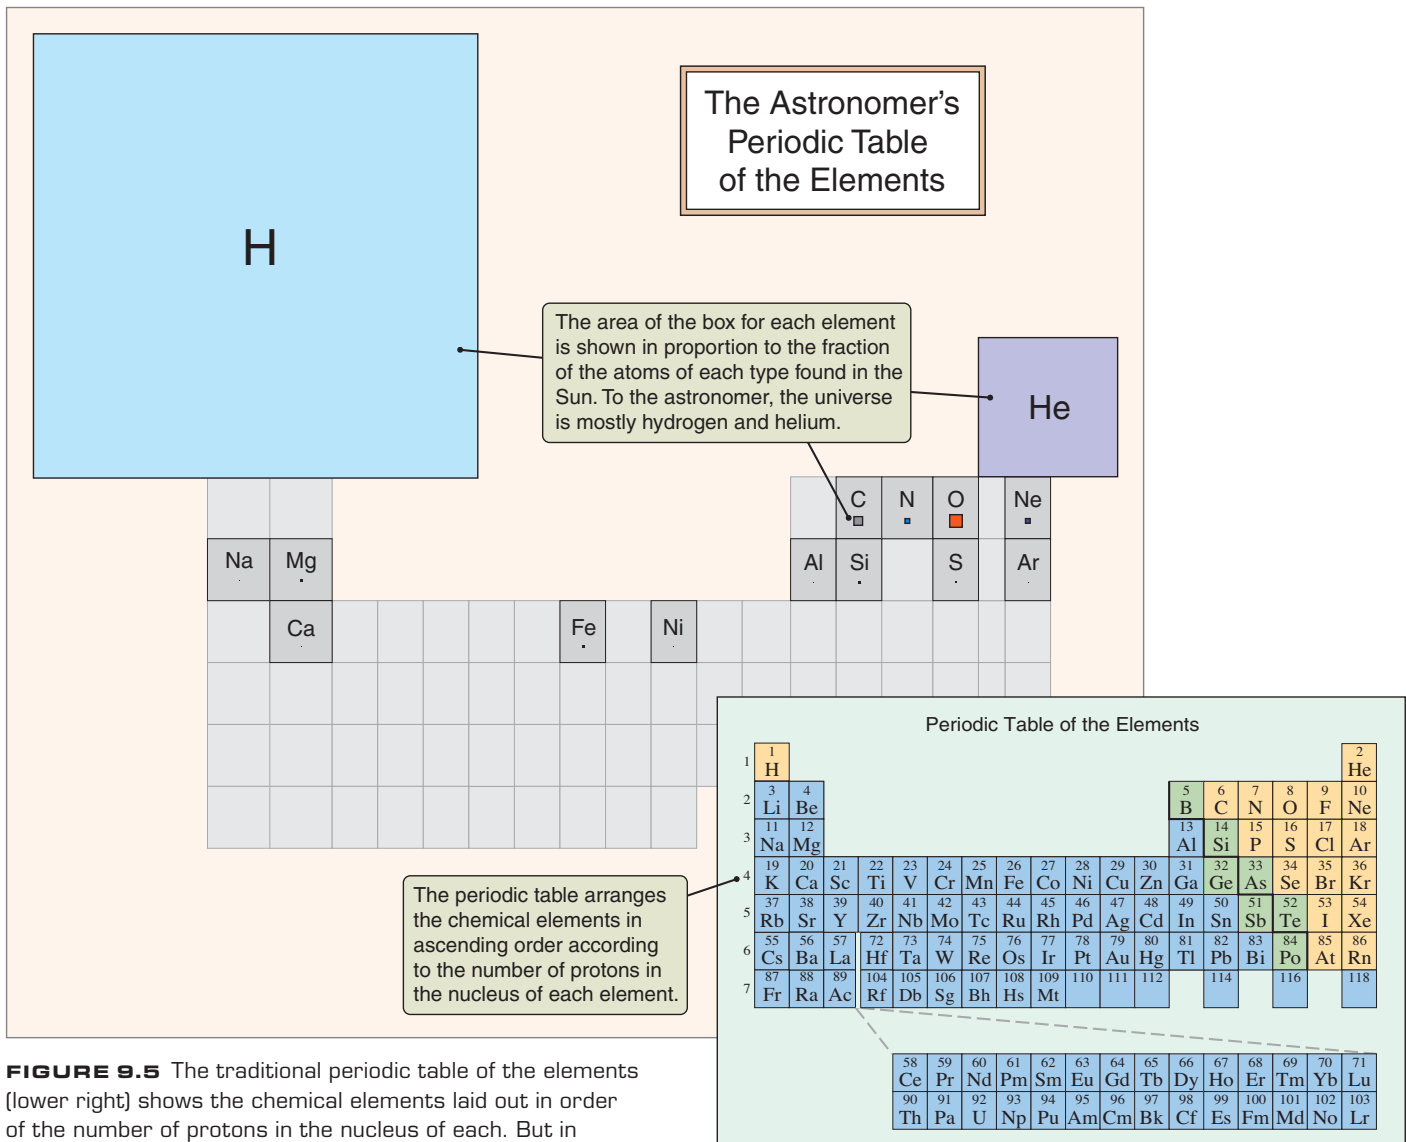 H
The Astronomer’s
Periodic Table
of the Elements
The area of the box for each element
is shown in proportion to the fraction
of the atoms of each type found in the
Sun. To the astronomer, the universe
is mostly hydrogen and helium.
He
C N O Ne
Na Mg Al Si S Ar
Ca Fe Ni
Periodic Table of the Elements
1 2
1 H He
3 4 5 6 7 8 9 10
2 Li Be B C N O F Ne
11 12 13 14 15 16 17 18
3 Na Mg Al Si P S Cl Ar
19 20 21 22 23 24 25 26 27 28 29 30 31 32 33 34 35 36
4 K Ca Sc Ti V Cr Mn Fe Co Ni Cu Zn Ga Ge As Se Br Kr
37 38 39 40 41 42 43 44 45 46 47 48 49 50 51 52 53 54
5 Rb Sr Y Zr Nb Mo Tc Ru Rh Pd Ag Cd In Sn Sb Te I Xe
55 56 57 72 73 74 75 76 77 78 79 80 81 82 83 84 85 86
6 Cs Ba La Hf Ta W Re Os Ir Pt Au Hg Tl Pb Bi Po At Rn
87 88 89 104 105 106 107 108 109 110 111 112 114 116 118
7 Fr Ra Ac Rf Db Sg Bh Hs Mt
58 59 60 61 62 63 64 65 66 67 68 69 70 71
Ce Pr Nd Pm Sm Eu Gd Tb Dy Ho Er Tm Yb Lu
90 91 92 93 94 95 96 97 98 99 100 101 102 103
Th Pa U Np Pu Am Cm Bk Cf Es Fm Md No Lr
The periodic table arranges
the chemical elements in
ascending order according
to the number of protons in
the nucleus of each element.
FIGURE 9.5 The traditional periodic table of the elements
(lower right) shows the chemical elements laid out in order
of the number of protons in the nucleus of each. But in